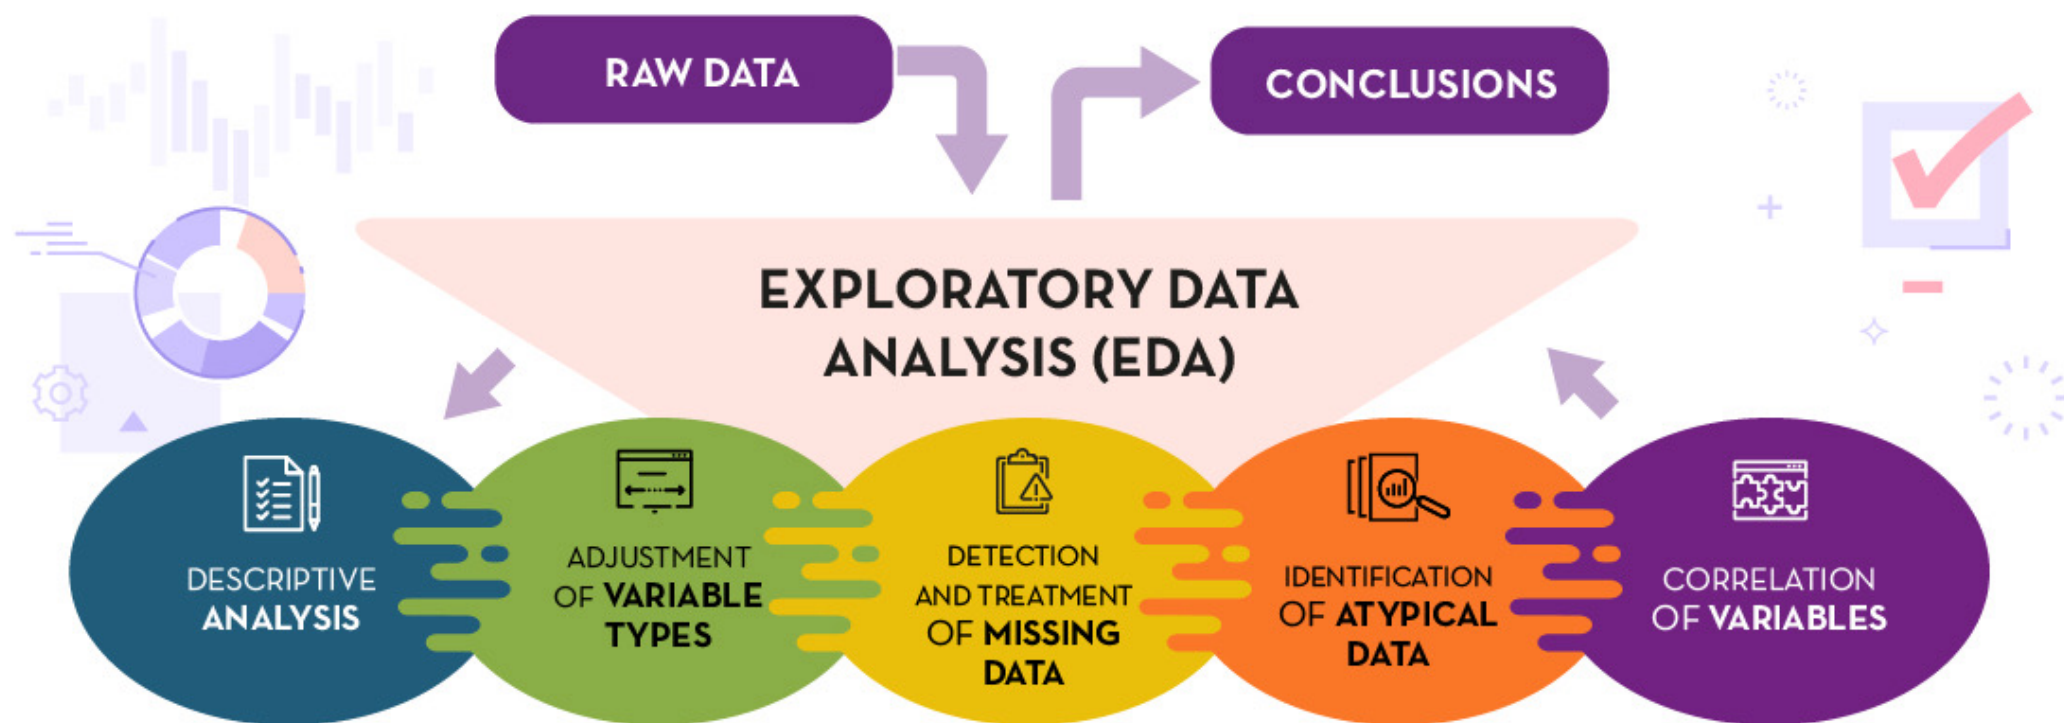 RAW DATA
CONCLUSIONS
EXPLORATORY DATA
ANALYSIS (EDA)
DESCRIPTIVE
ANALYSIS
ADJUSTMENT
OF VARIABLE
TYPES
DETECTION
AND TREATMENT
OF MISSING
DATA
IDENTIFICATION
OF ATYPICAL
DATA
CORRELATION
OF VARIABLES